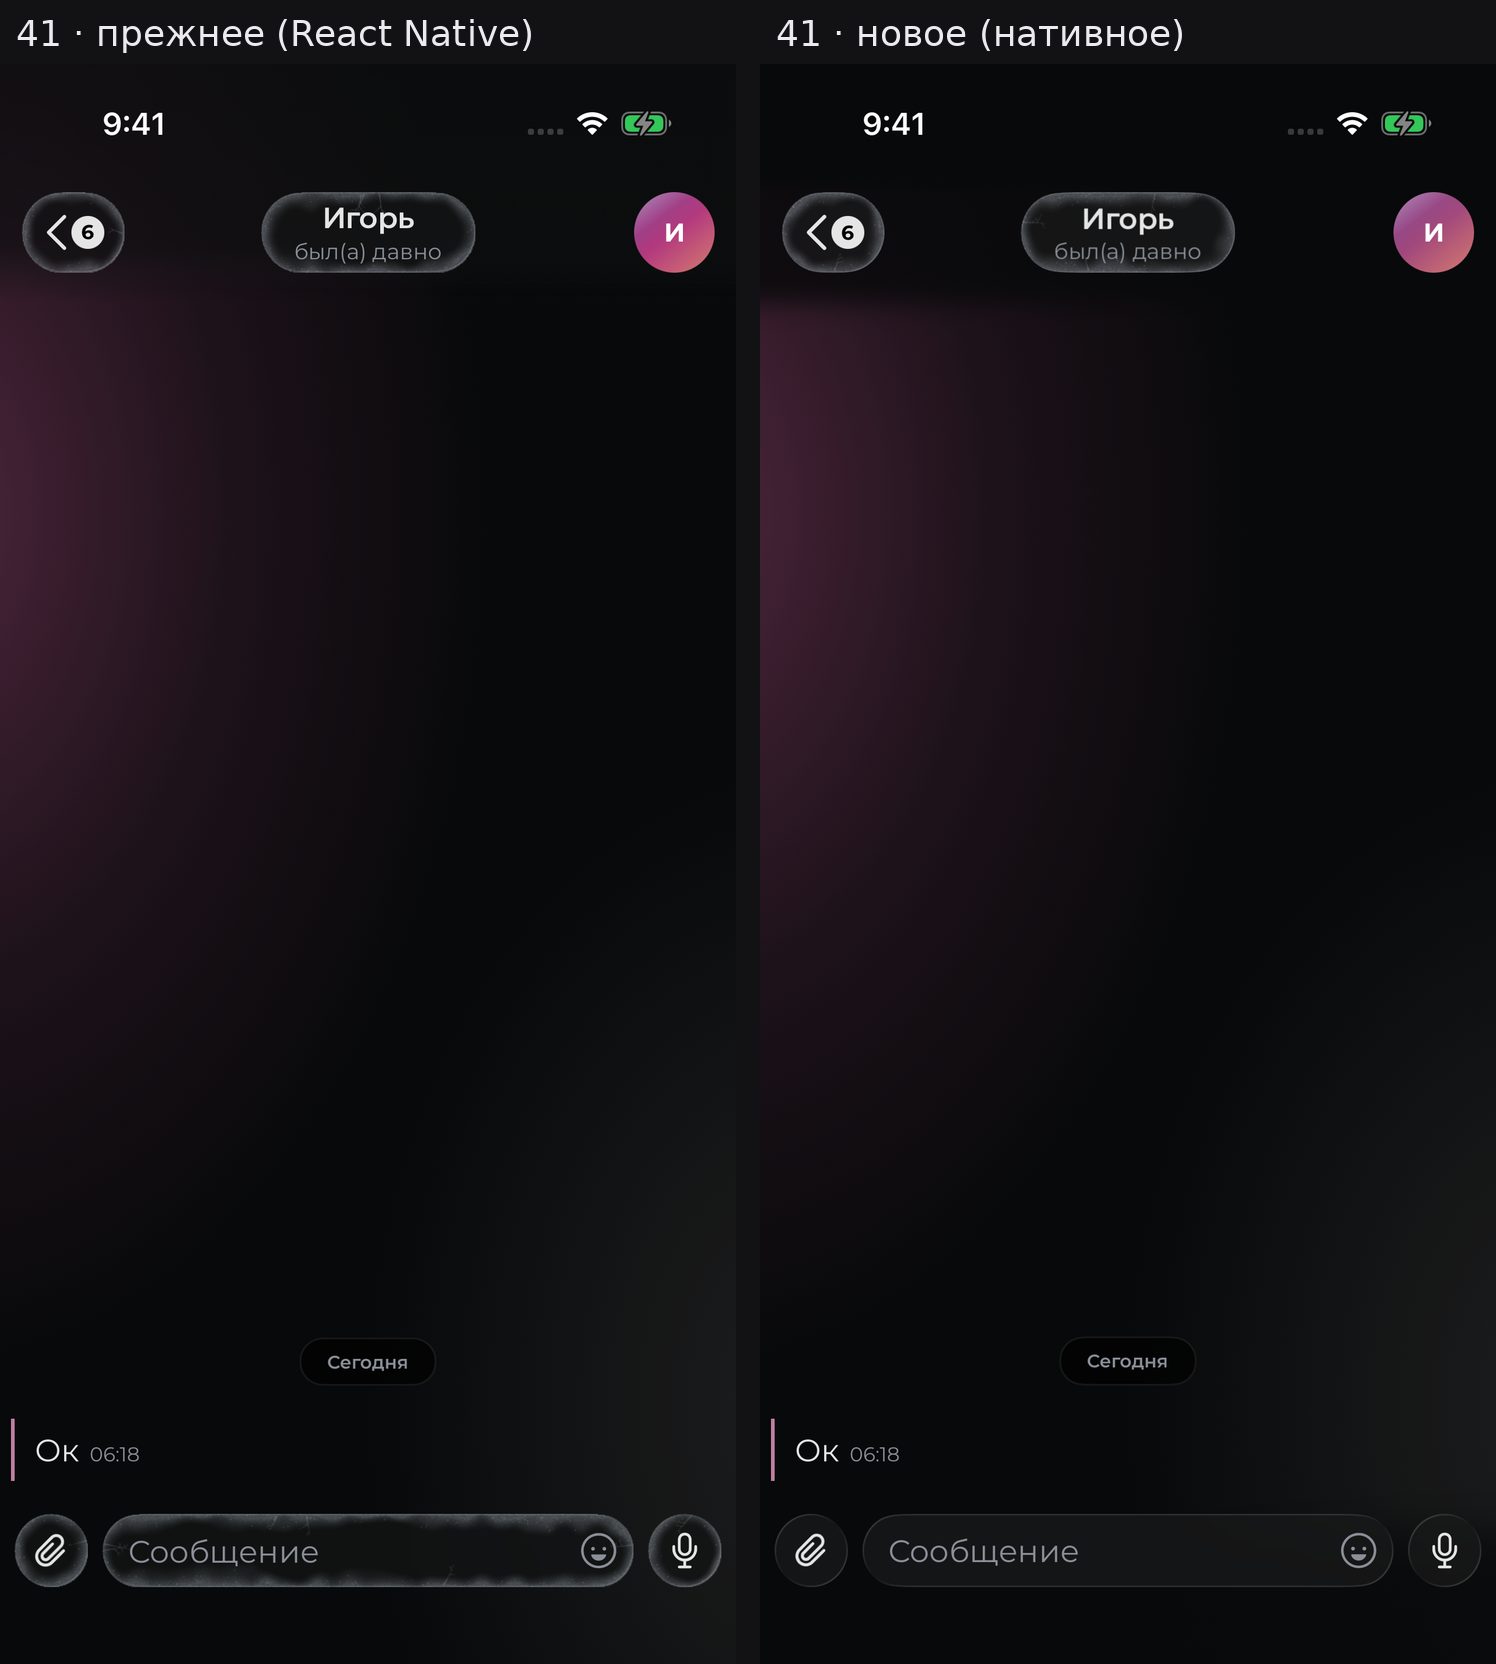 41 · прежнее (React Native)
9:41
6
Игорь
был(а) давно
И
Сегодня
Ок 06:18
Сообщение
41 · новое (нативное)
9:41
6
Игорь
был(а) давно
И
Сегодня
Ок 06:18
Сообщение